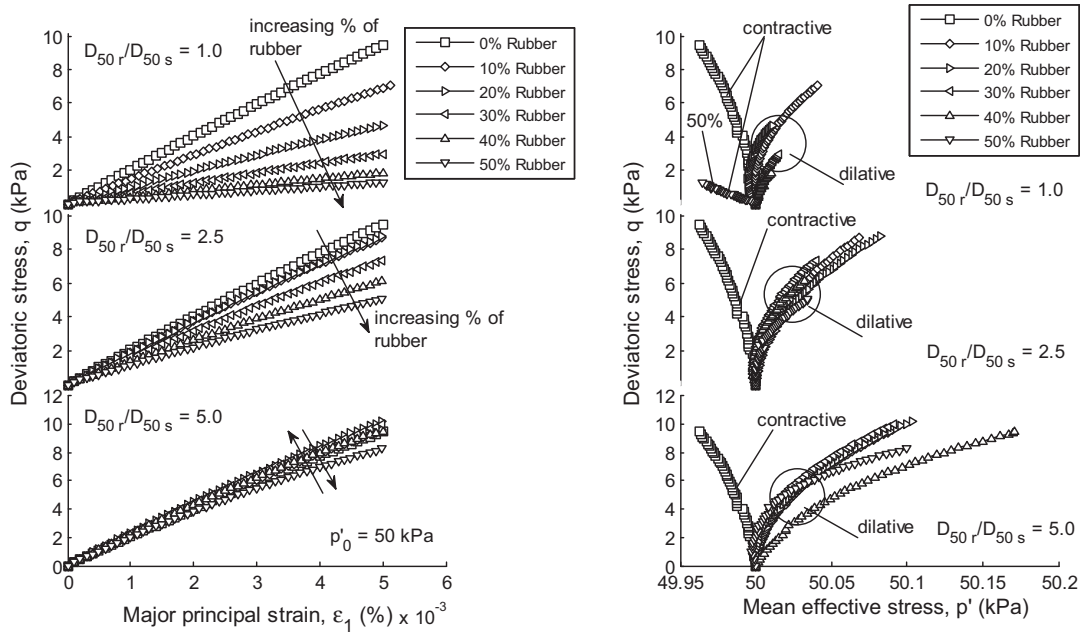 12
10
8
6
4
2
D50 r/D50 s = 1.0
increasing % of
rubber
0% Rubber
10% Rubber
20% Rubber
30% Rubber
40% Rubber
50% Rubber
12
10
8
6
4
2
D50 r/D50 s = 2.5
increasing % of
rubber
12
10
8
6
4
2
0
D50 r/D50 s = 5.0
p'0 = 50 kPa
0
1
2
3
4
5
6
Major principal strain, ε1 (%) x 10-3
Deviatoric stress, q (kPa)
10
8
6
4
2
contractive
50%
dilative
D50 r/D50 s = 1.0
0% Rubber
10% Rubber
20% Rubber
30% Rubber
40% Rubber
50% Rubber
10
8
6
4
2
contractive
dilative
D50 r/D50 s = 2.5
12
10
8
6
4
2
0
contractive
dilative
D50 r/D50 s = 5.0
49.95
50
50.05
50.1
50.15
50.2
Mean effective stress, p' (kPa)
Deviatoric stress, q (kPa)